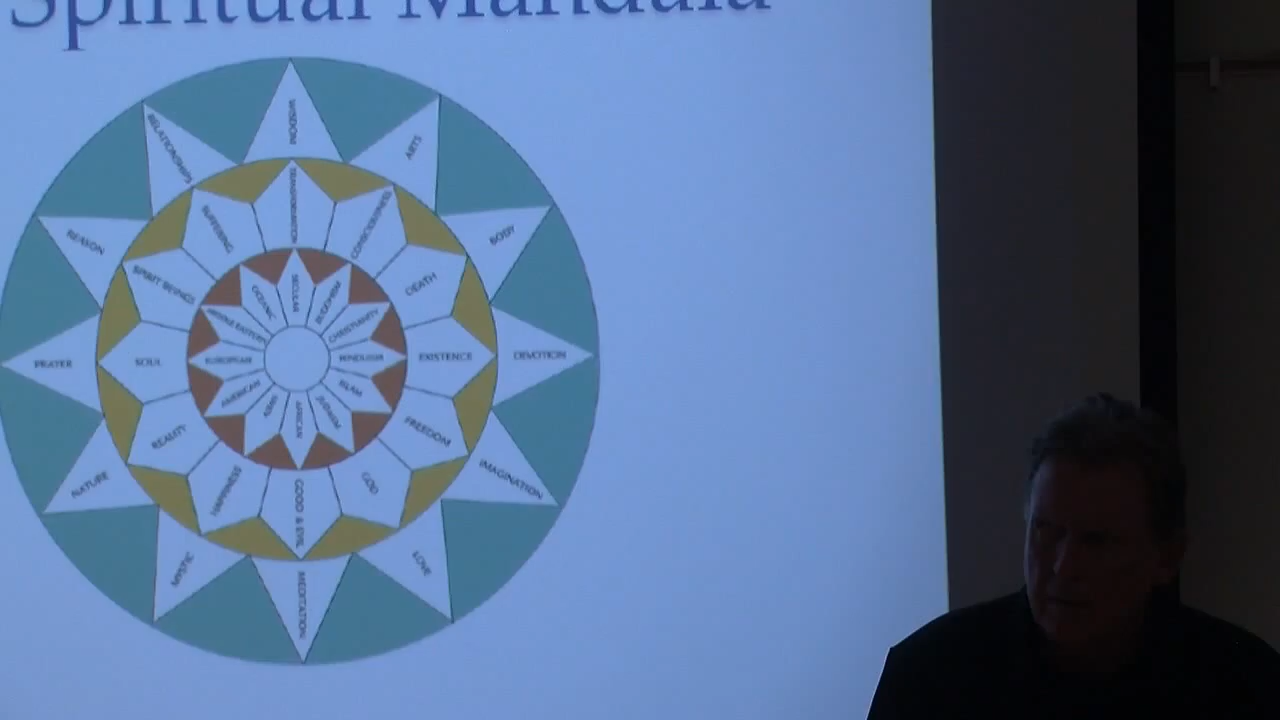 Spiritual Mandala
WISDOM
ARTS
BODY
DEVOTION
IMAGINATION
LOVE
MEDITATION
MUSIC
NATURE
PRAYER
REASON
RELATIONSHIPS
TRANSFORMATION
CONSCIOUSNESS
DEATH
EXISTENCE
FREEDOM
GOD
GOOD & EVIL
HAPPINESS
REALITY
SOUL
SPIRIT BEINGS
SUFFERING
SECULAR
BUDDHISM
CHRISTIANITY
HINDUISM
ISLAM
JUDAISM
AFRICAN
ASIAN
AMERICAN
EUROPEAN
MIDDLE EASTERN
OCEANIC